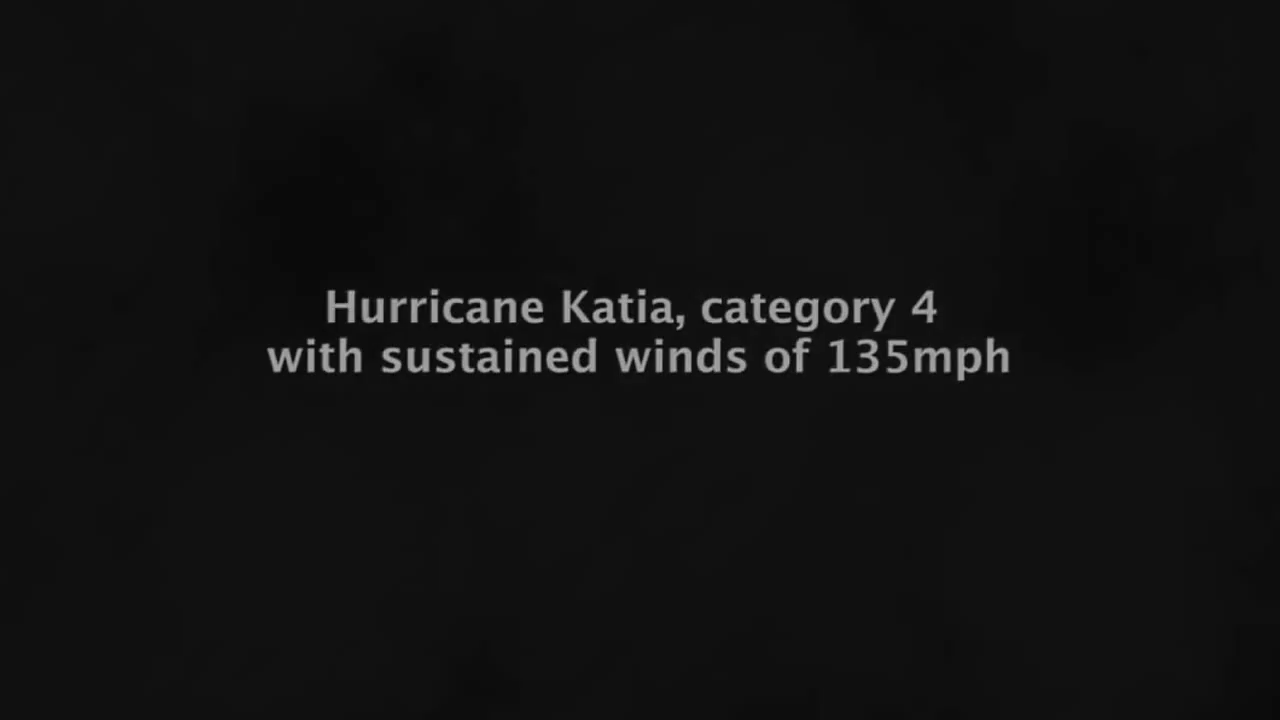 Hurricane Katia, category 4
with sustained winds of 135mph